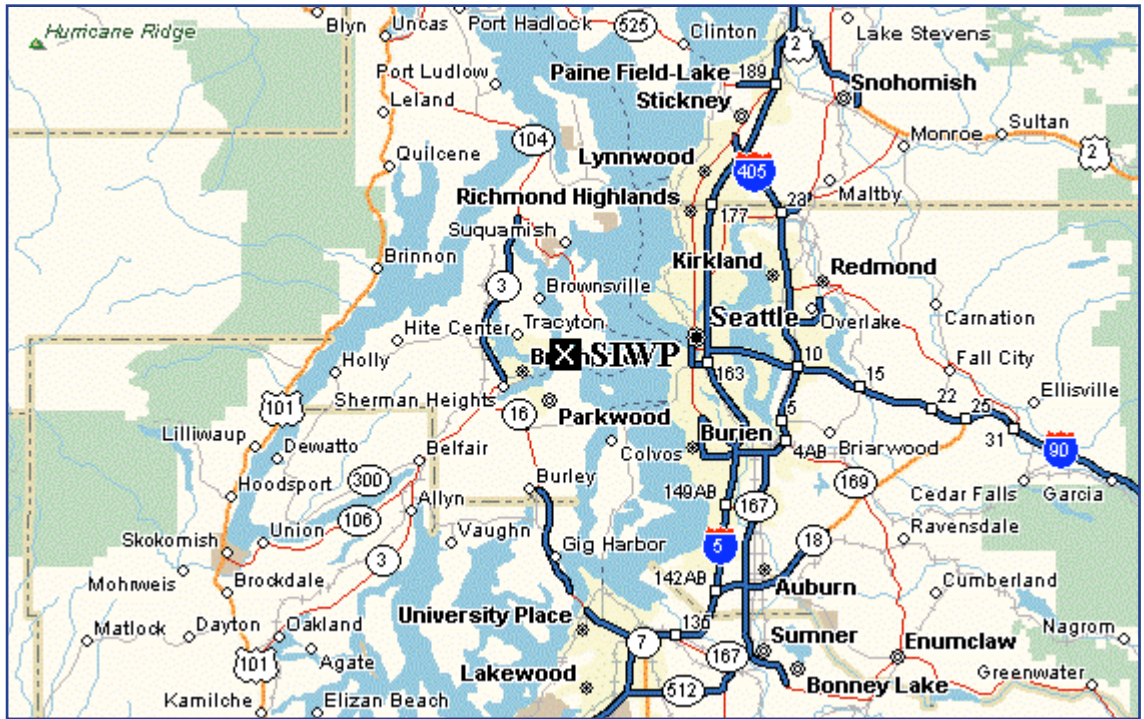 Hurricane Ridge
Blyn
Uncas
Port Hadlock
525
Clinton
2
Lake Stevens
Port Ludlow
Paine Field-Lake
Stickney
189
Snohomish
Leland
104
Monroe
Sultan
2
Quilcene
Lynnwood
405
Maltby
Richmond Highlands
177
23
Suquamish
Brinnon
Kirkland
Redmond
3
Brownsville
Hite Center
Tracyton
Seattle
Overlake
Carnation
Holly
X SIWP
163
10
15
Fall City
Sherman Heights
22
25
Ellisville
101
16
Parkwood
5
31
Lilliwaup
Dewatto
Belfair
Colvos
Burien
4AB
Briarwood
90
Hoodsport
300
Allyn
Burley
149AB
167
169
Cedar Falls
Garcia
Union
106
Vaughn
Ravensdale
Skokomish
3
Gig Harbor
5
18
Mohrweis
Brockdale
142AB
Auburn
Cumberland
University Place
Matlock
Dayton
Oakland
7
136
Sumner
Enumclaw
Nagrom
101
Agate
Lakewood
167
Bonney Lake
Greenwater
Kamilche
Elizan Beach
512